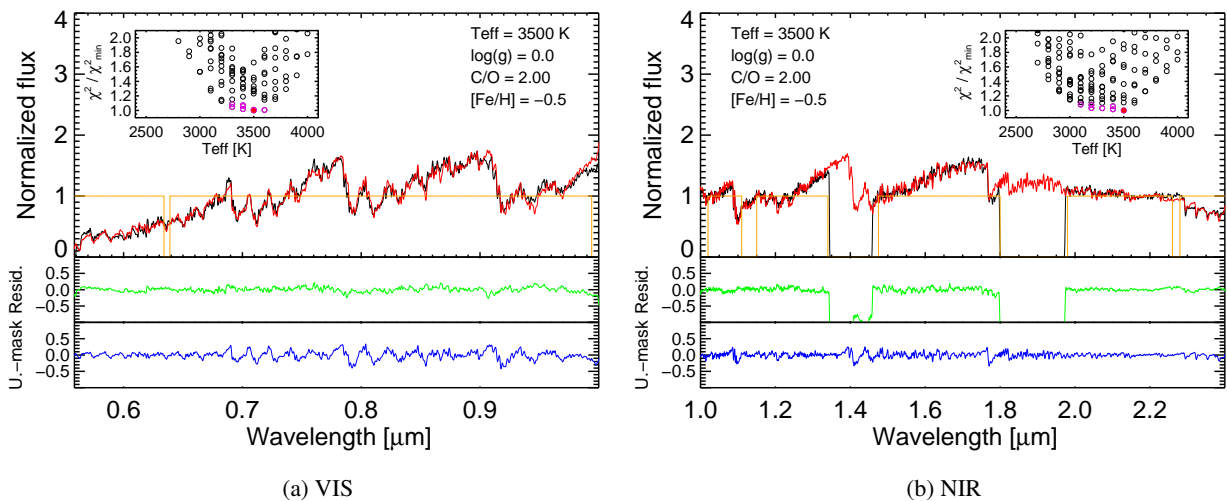 4
3
2
1
0
Normalized flux
2.0
1.8
1.6
1.4
1.2
1.0
χ² / χ²min
2500 3000 3500 4000
Teff [K]
Teff = 3500 K
log(g) = 0.0
C/O = 2.00
[Fe/H] = −0.5
0.5
0.0
−0.5
Resid.
0.5
0.0
−0.5
U.−mask
0.6 0.7 0.8 0.9
Wavelength [μm]
(a) VIS
4
3
2
1
0
Normalized flux
Teff = 3500 K
log(g) = 0.0
C/O = 2.00
[Fe/H] = −0.5
2.0
1.8
1.6
1.4
1.2
1.0
χ² / χ²min
2500 3000 3500 4000
Teff [K]
0.5
0.0
−0.5
Resid.
0.5
0.0
−0.5
U.−mask
1.0 1.2 1.4 1.6 1.8 2.0 2.2
Wavelength [μm]
(b) NIR